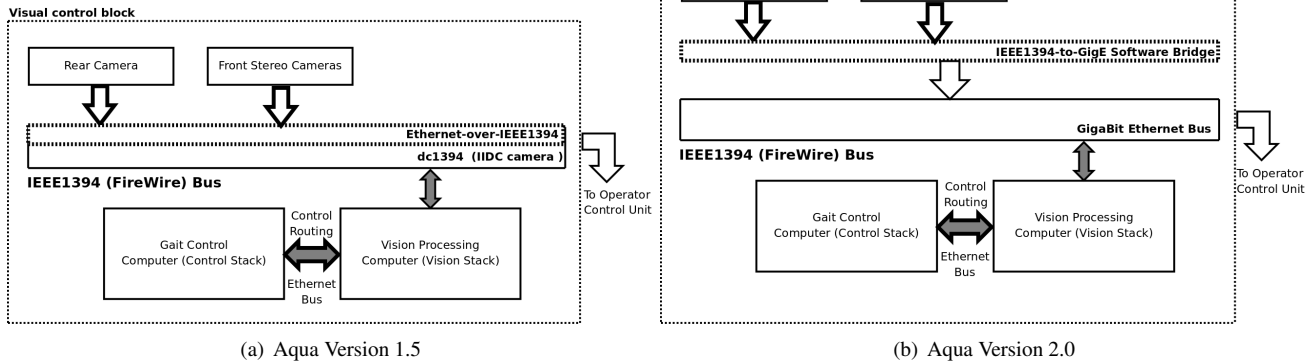 Visual control block
Rear Camera
Front Stereo Cameras
Ethernet-over-IEEE1394
dc1394 (IIDC camera )
IEEE1394 (FireWire) Bus
To Operator
Control Unit
Gait Control
Computer (Control Stack)
Control
Routing
Ethernet
Bus
Vision Processing
Computer (Vision Stack)
(a) Aqua Version 1.5
IEEE1394-to-GigE Software Bridge
GigaBit Ethernet Bus
IEEE1394 (FireWire) Bus
To Operator
Control Unit
Gait Control
Computer (Control Stack)
Control
Routing
Ethernet
Bus
Vision Processing
Computer (Vision Stack)
(b) Aqua Version 2.0